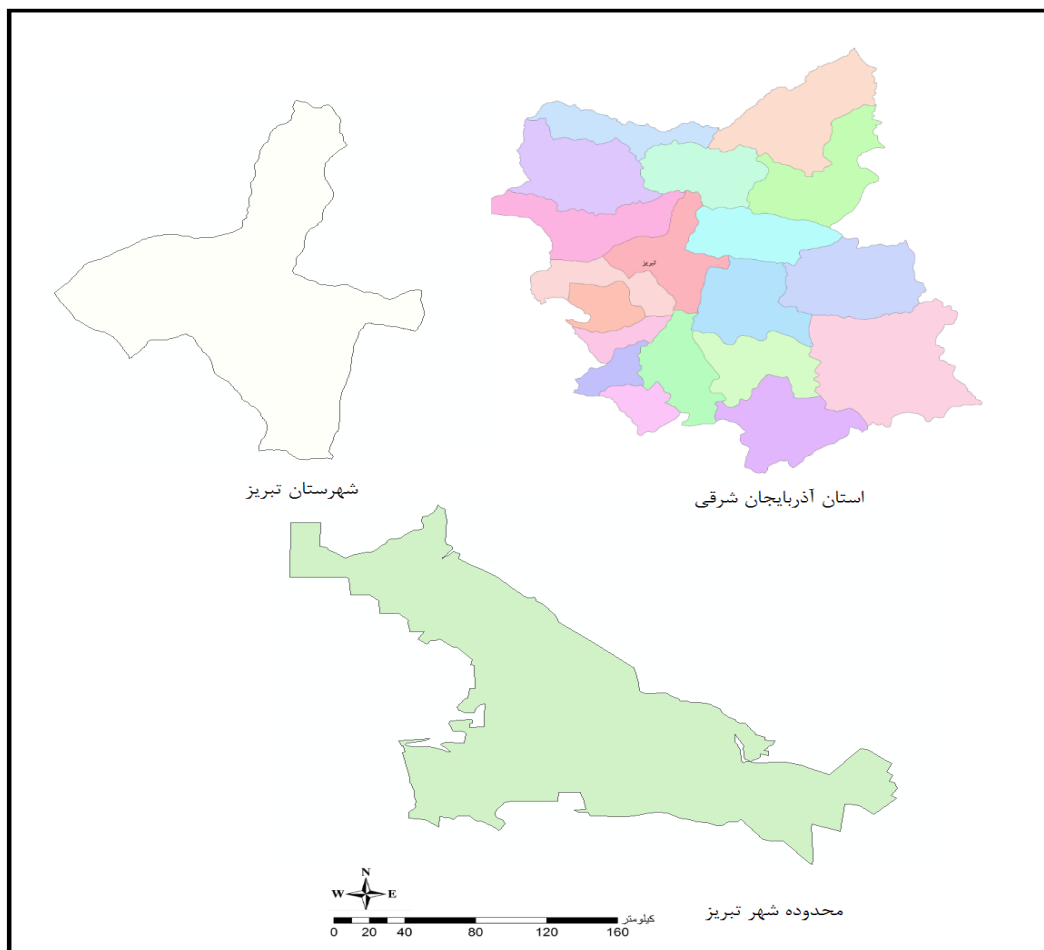 تبریز
شهرستان تبریز
استان آذربایجان شرقی
N
W E
S
کیلومتر
0 20 40 80 120 160
محدوده شهر تبریز